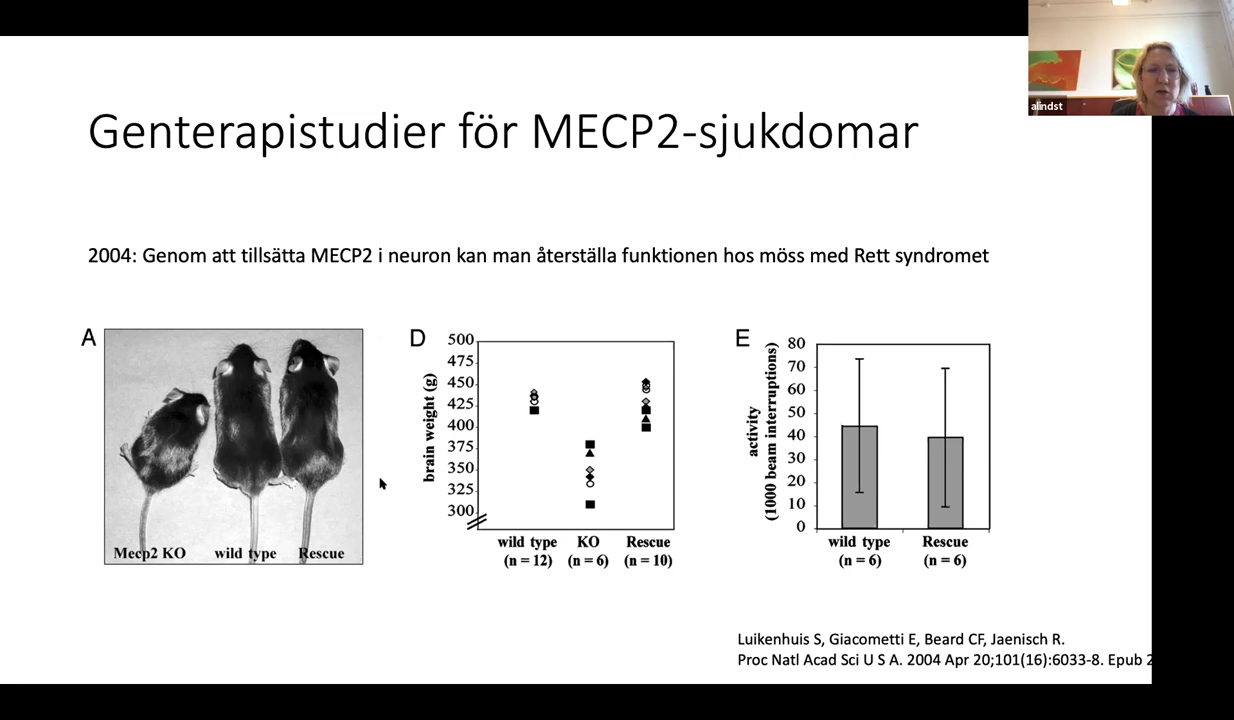 alindst
Genterapistudier för MECP2-sjukdomar
2004: Genom att tillsätta MECP2 i neuron kan man återställa funktionen hos möss med Rett syndromet
A
Mecp2 KO wild type Rescue
D
brain weight (g)
500
475
450
425
400
375
350
325
300
wild type KO Rescue
(n = 12) (n = 6) (n = 10)
E
activity
(1000 beam interruptions)
80
70
60
50
40
30
20
10
0
wild type Rescue
(n = 6) (n = 6)
Luikenhuis S, Giacometti E, Beard CF, Jaenisch R.
Proc Natl Acad Sci U S A. 2004 Apr 20;101(16):6033-8. Epub 2